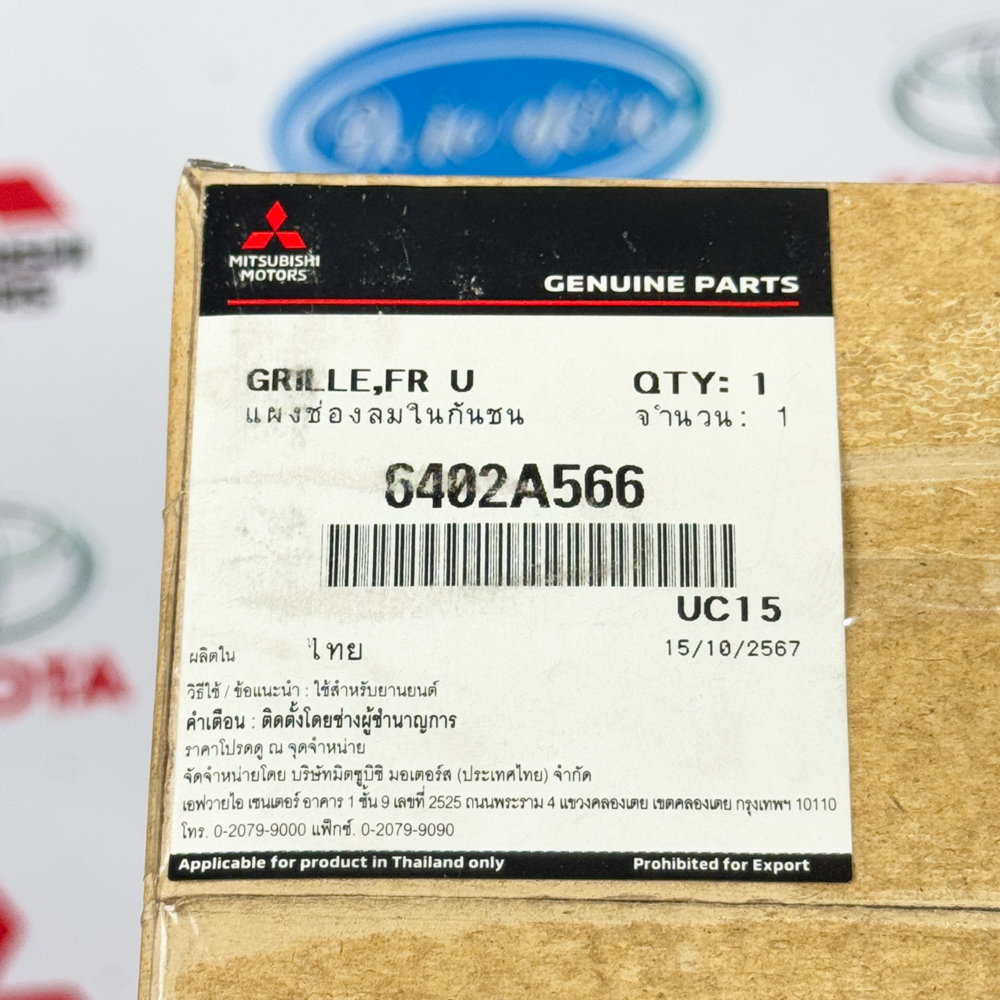 MITSUBISHI
MOTORS
GENUINE PARTS
GRILLE,FR U QTY: 1
แผงช่องลมในกันชน จำนวน: 1
6402A566
UC15
ผลิตใน ไทย 15/10/2567
วิธีใช้ / ข้อแนะนำ : ใช้สำหรับยานยนต์
คำเตือน : ติดตั้งโดยช่างผู้ชำนาญการ
ราคาโปรดดู ณ จุดจำหน่าย
จัดจำหน่ายโดย บริษัทมิตซูบิชิ มอเตอร์ส (ประเทศไทย) จำกัด
เอฟวายไอ เซนเตอร์ อาคาร 1 ชั้น 9 เลขที่ 2525 ถนนพระราม 4 แขวงคลองเตย เขตคลองเตย กรุงเทพฯ 10110
โทร. 0-2079-9000 แฟ็กซ์. 0-2079-9090
Applicable for product in Thailand only Prohibited for Export